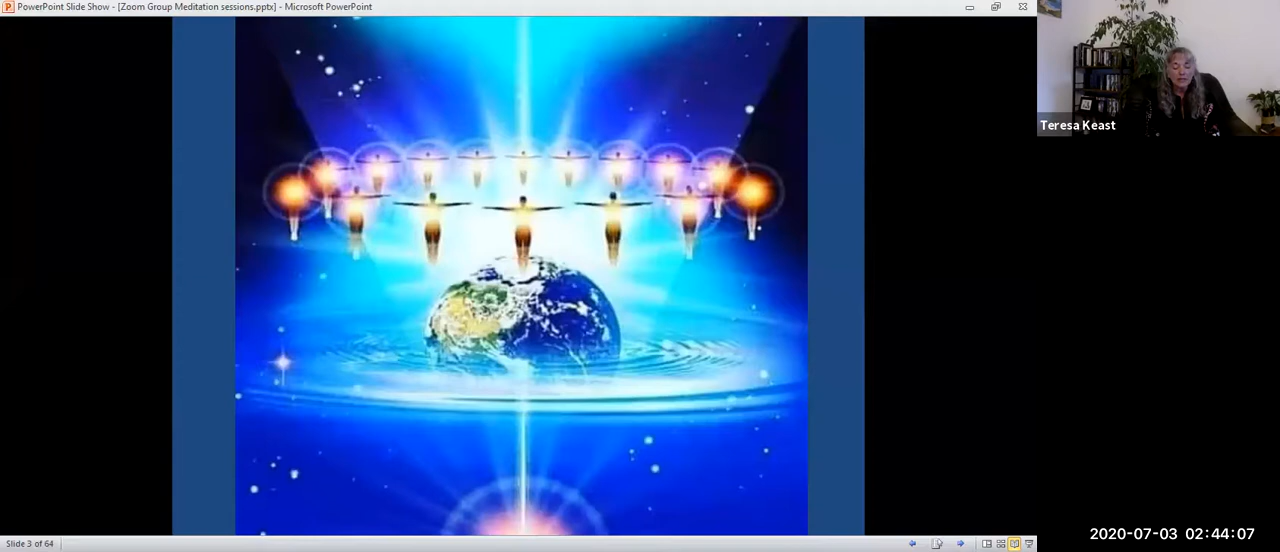 PowerPoint Slide Show - [Zoom Group Meditation sessions.pptx] - Microsoft PowerPoint
Teresa Keast
2020-07-03 02:44:07
Slide 3 of 64